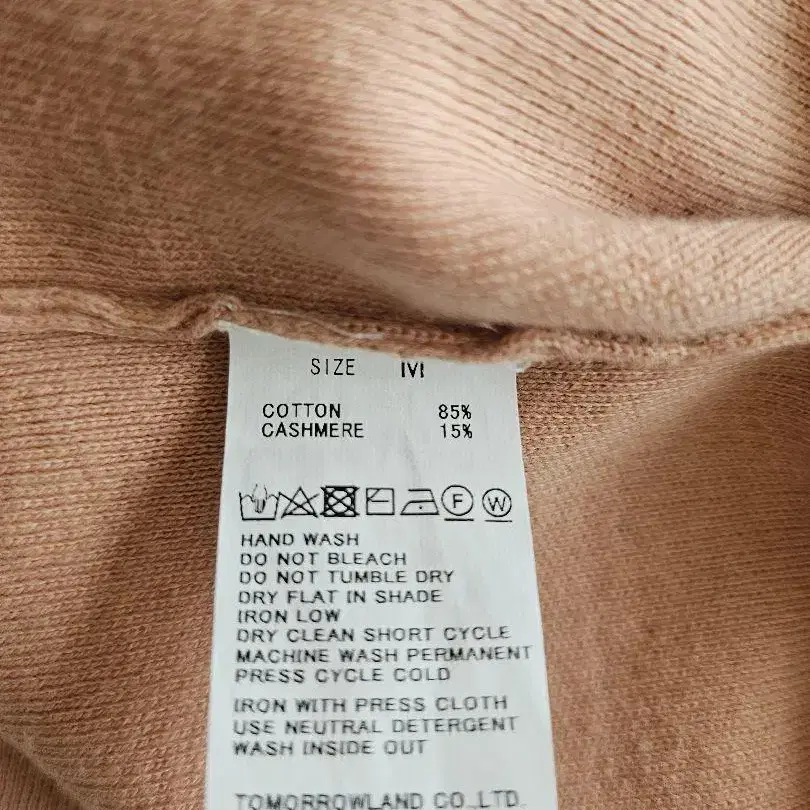 SIZE M
COTTON 85%
CASHMERE 15%
F W
HAND WASH
DO NOT BLEACH
DO NOT TUMBLE DRY
DRY FLAT IN SHADE
IRON LOW
DRY CLEAN SHORT CYCLE
MACHINE WASH PERMANENT
PRESS CYCLE COLD
IRON WITH PRESS CLOTH
USE NEUTRAL DETERGENT
WASH INSIDE OUT
TOMORROWLAND CO.,LTD.